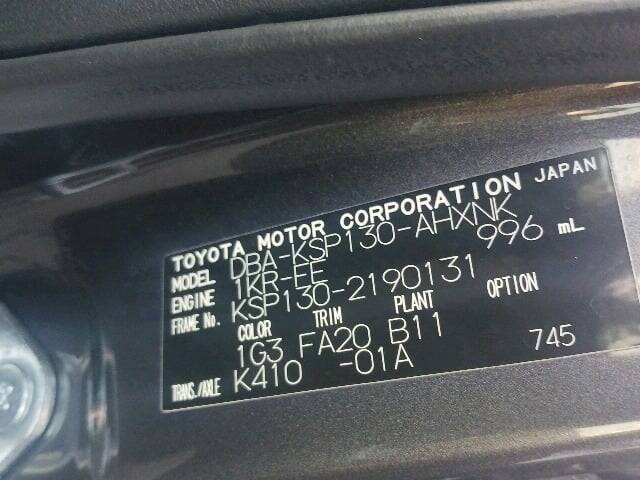 TOYOTA MOTOR CORPORATION JAPAN
MODEL DBA-KSP130-AHXNK
ENGINE 1KR-FE 996 mL
FRAME No. KSP130-2190131
COLOR TRIM PLANT OPTION
1G3 FA20 B11
TRANS./AXLE K410 -01A 745